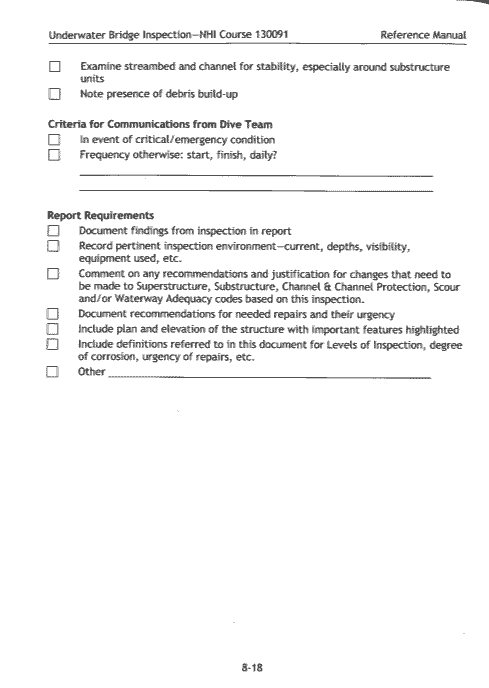 Underwater Bridge Inspection—NHI Course 130091 Reference Manual
Examine streambed and channel for stability, especially around substructure
units
Note presence of debris build-up
Criteria for Communications from Dive Team
In event of critical/emergency condition
Frequency otherwise: start, finish, daily?
Report Requirements
Document findings from inspection in report
Record pertinent inspection environment—current, depths, visibility,
equipment used, etc.
Comment on any recommendations and justification for changes that need to
be made to Superstructure, Substructure, Channel & Channel Protection, Scour
and/or Waterway Adequacy codes based on this inspection.
Document recommendations for needed repairs and their urgency
Include plan and elevation of the structure with important features highlighted
Include definitions referred to in this document for Levels of Inspection, degree
of corrosion, urgency of repairs, etc.
Other
8-18